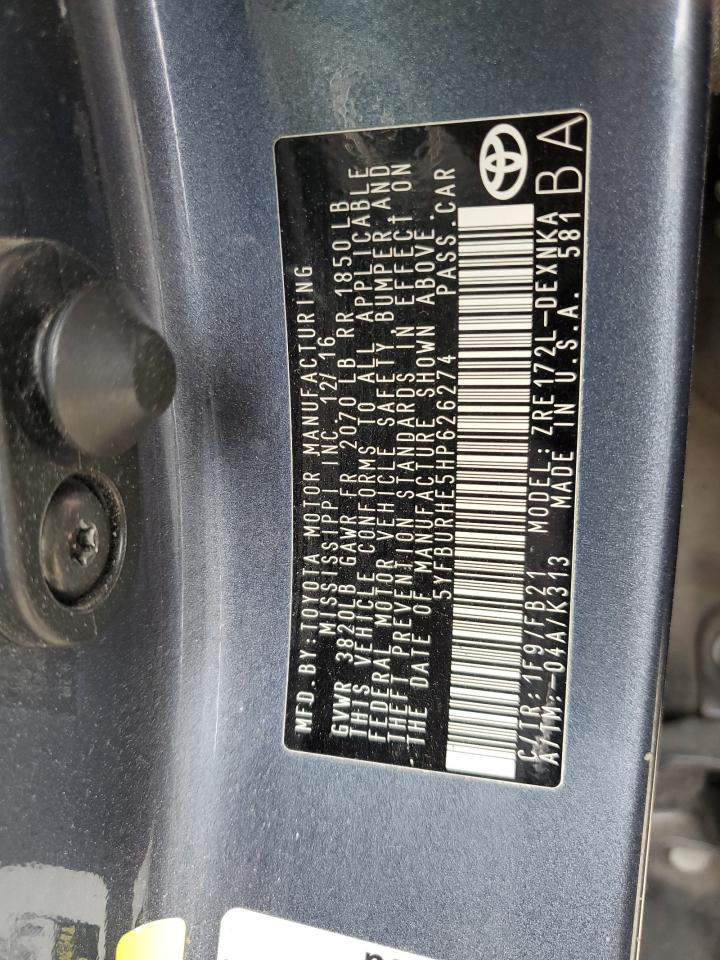 MFD.BY:TOYOTA MOTOR MANUFACTURING
MISSISSIPPI INC. 12/16
GVWR 3820LB GAWR FR 2070 LB RR 1850 LB
THIS VEHICLE CONFORMS TO ALL APPLICABLE
FEDERAL MOTOR VEHICLE SAFETY,BUMPER AND
THEFT PREVENTION STANDARDS IN EFFECT ON
THE DATE OF MANUFACTURE SHOWN ABOVE.
5YFBURHE5HP626274 PASS.CAR
C/TR:1F9/FB21 MODEL:ZRE172L-DEXNKA
A/TM:-04A/K313 MADE IN U.S.A. 581
BA